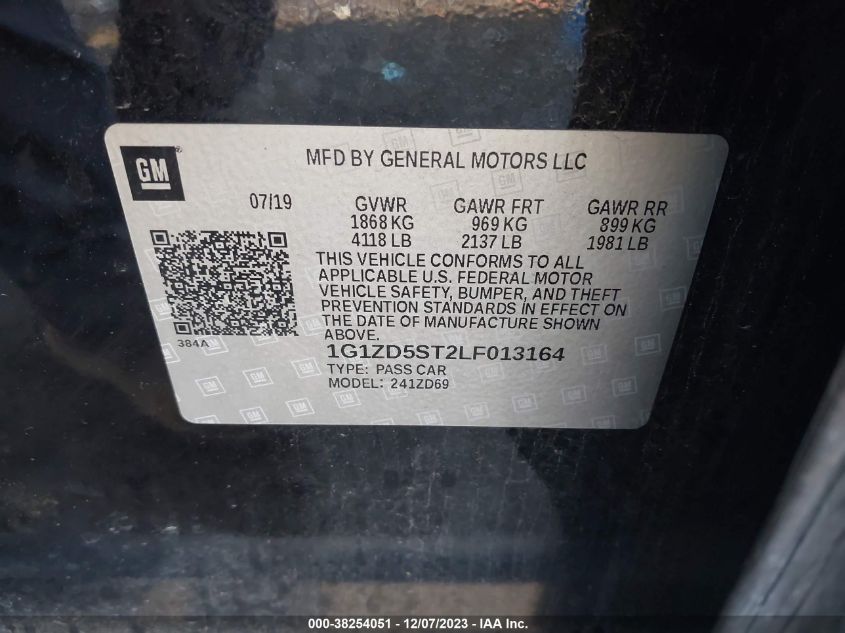 GM
MFD BY GENERAL MOTORS LLC
07/19 GVWR GAWR FRT GAWR RR
1868 KG 969 KG 899 KG
4118 LB 2137 LB 1981 LB
THIS VEHICLE CONFORMS TO ALL
APPLICABLE U.S. FEDERAL MOTOR
VEHICLE SAFETY, BUMPER, AND THEFT
PREVENTION STANDARDS IN EFFECT ON
THE DATE OF MANUFACTURE SHOWN
ABOVE.
384A
1G1ZD5ST2LF013164
TYPE: PASS CAR
MODEL: 241ZD69
000-38254051 - 12/07/2023 - IAA Inc.